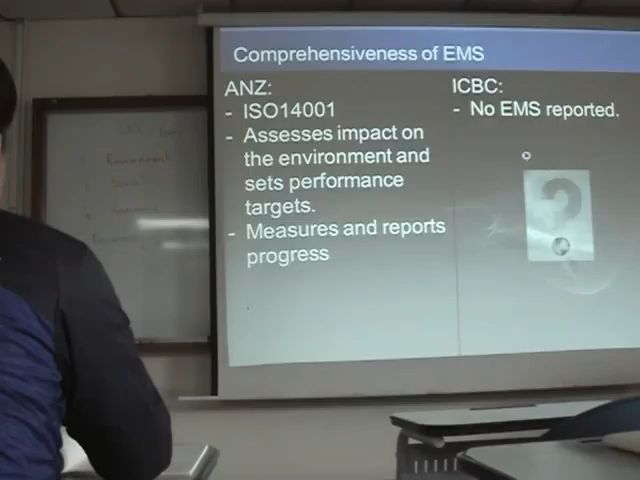 Comprehensiveness of EMS
ANZ:
- ISO14001
- Assesses impact on
the environment and
sets performance
targets.
- Measures and reports
progress
ICBC:
- No EMS reported.
?
Environment